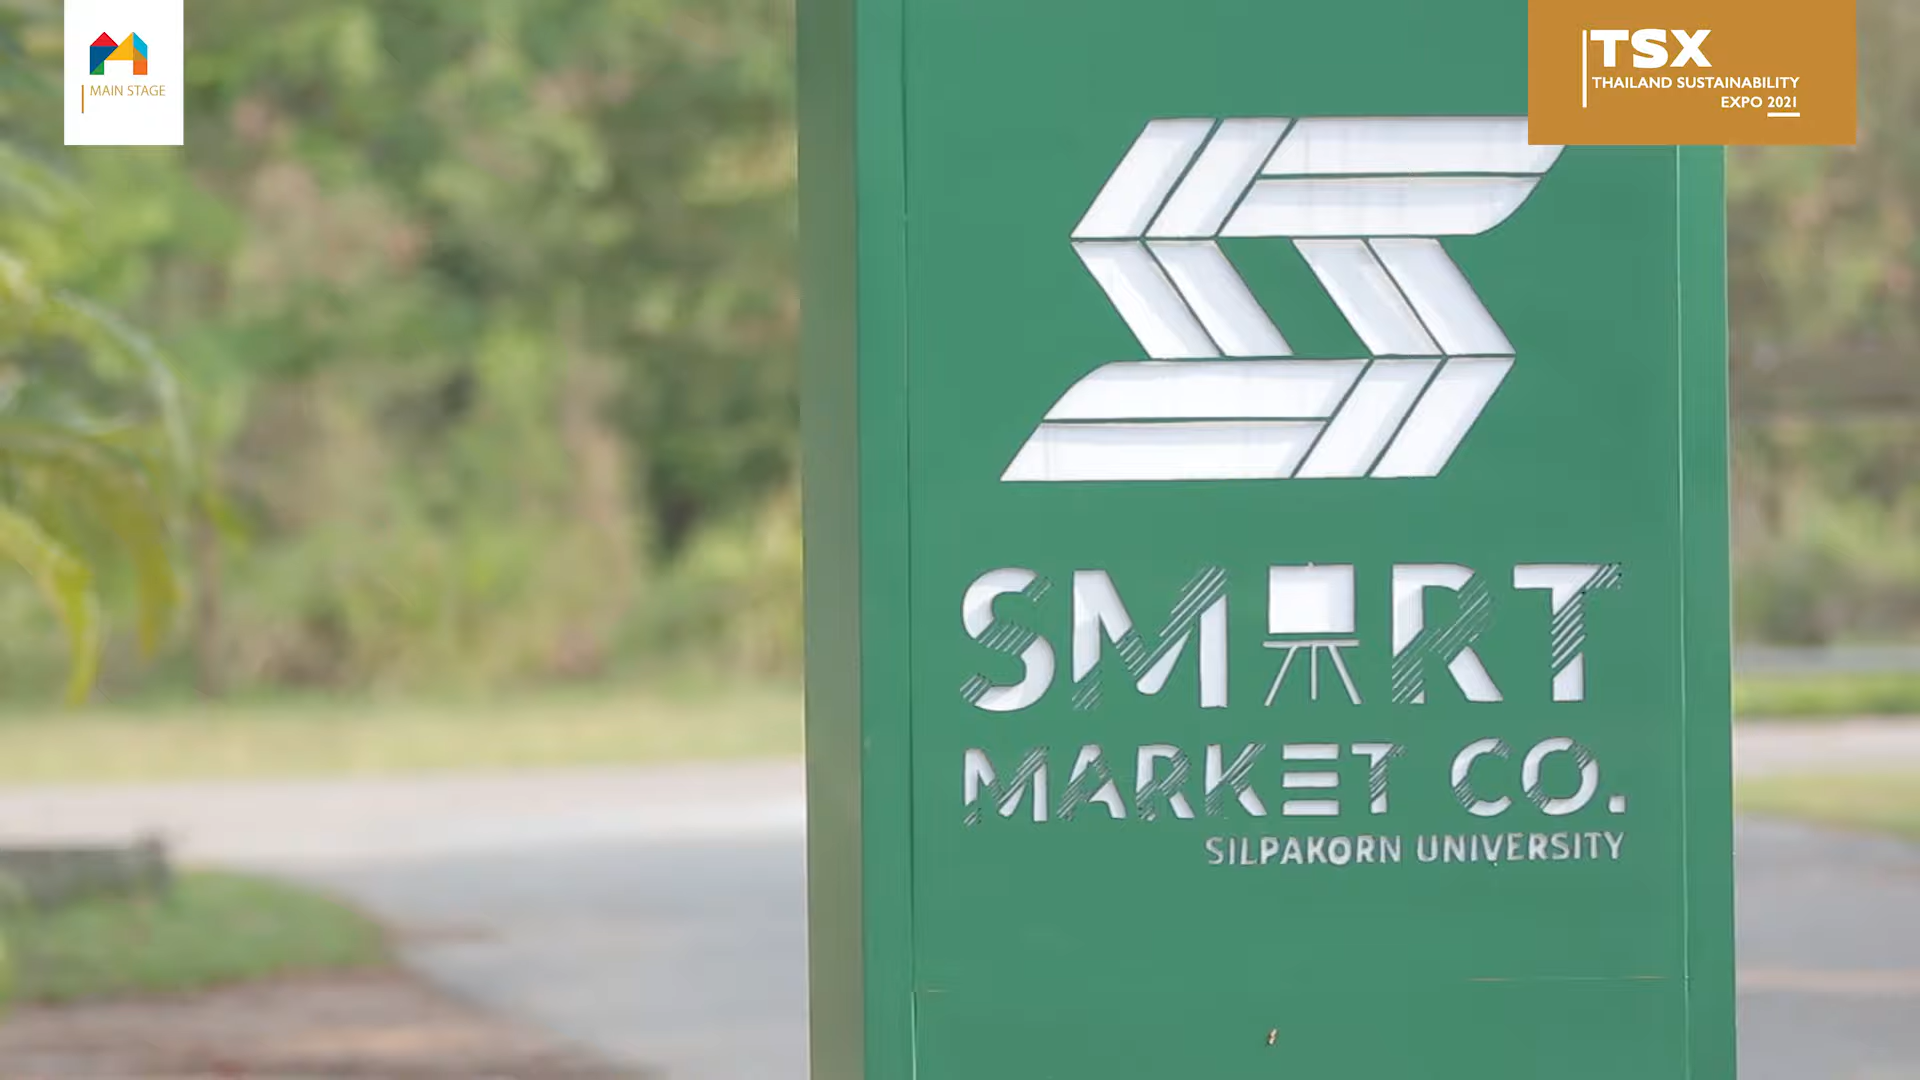 MAIN STAGE
TSX
THAILAND SUSTAINABILITY
EXPO 2021
SMART
MARKET CO.
SILPAKORN UNIVERSITY